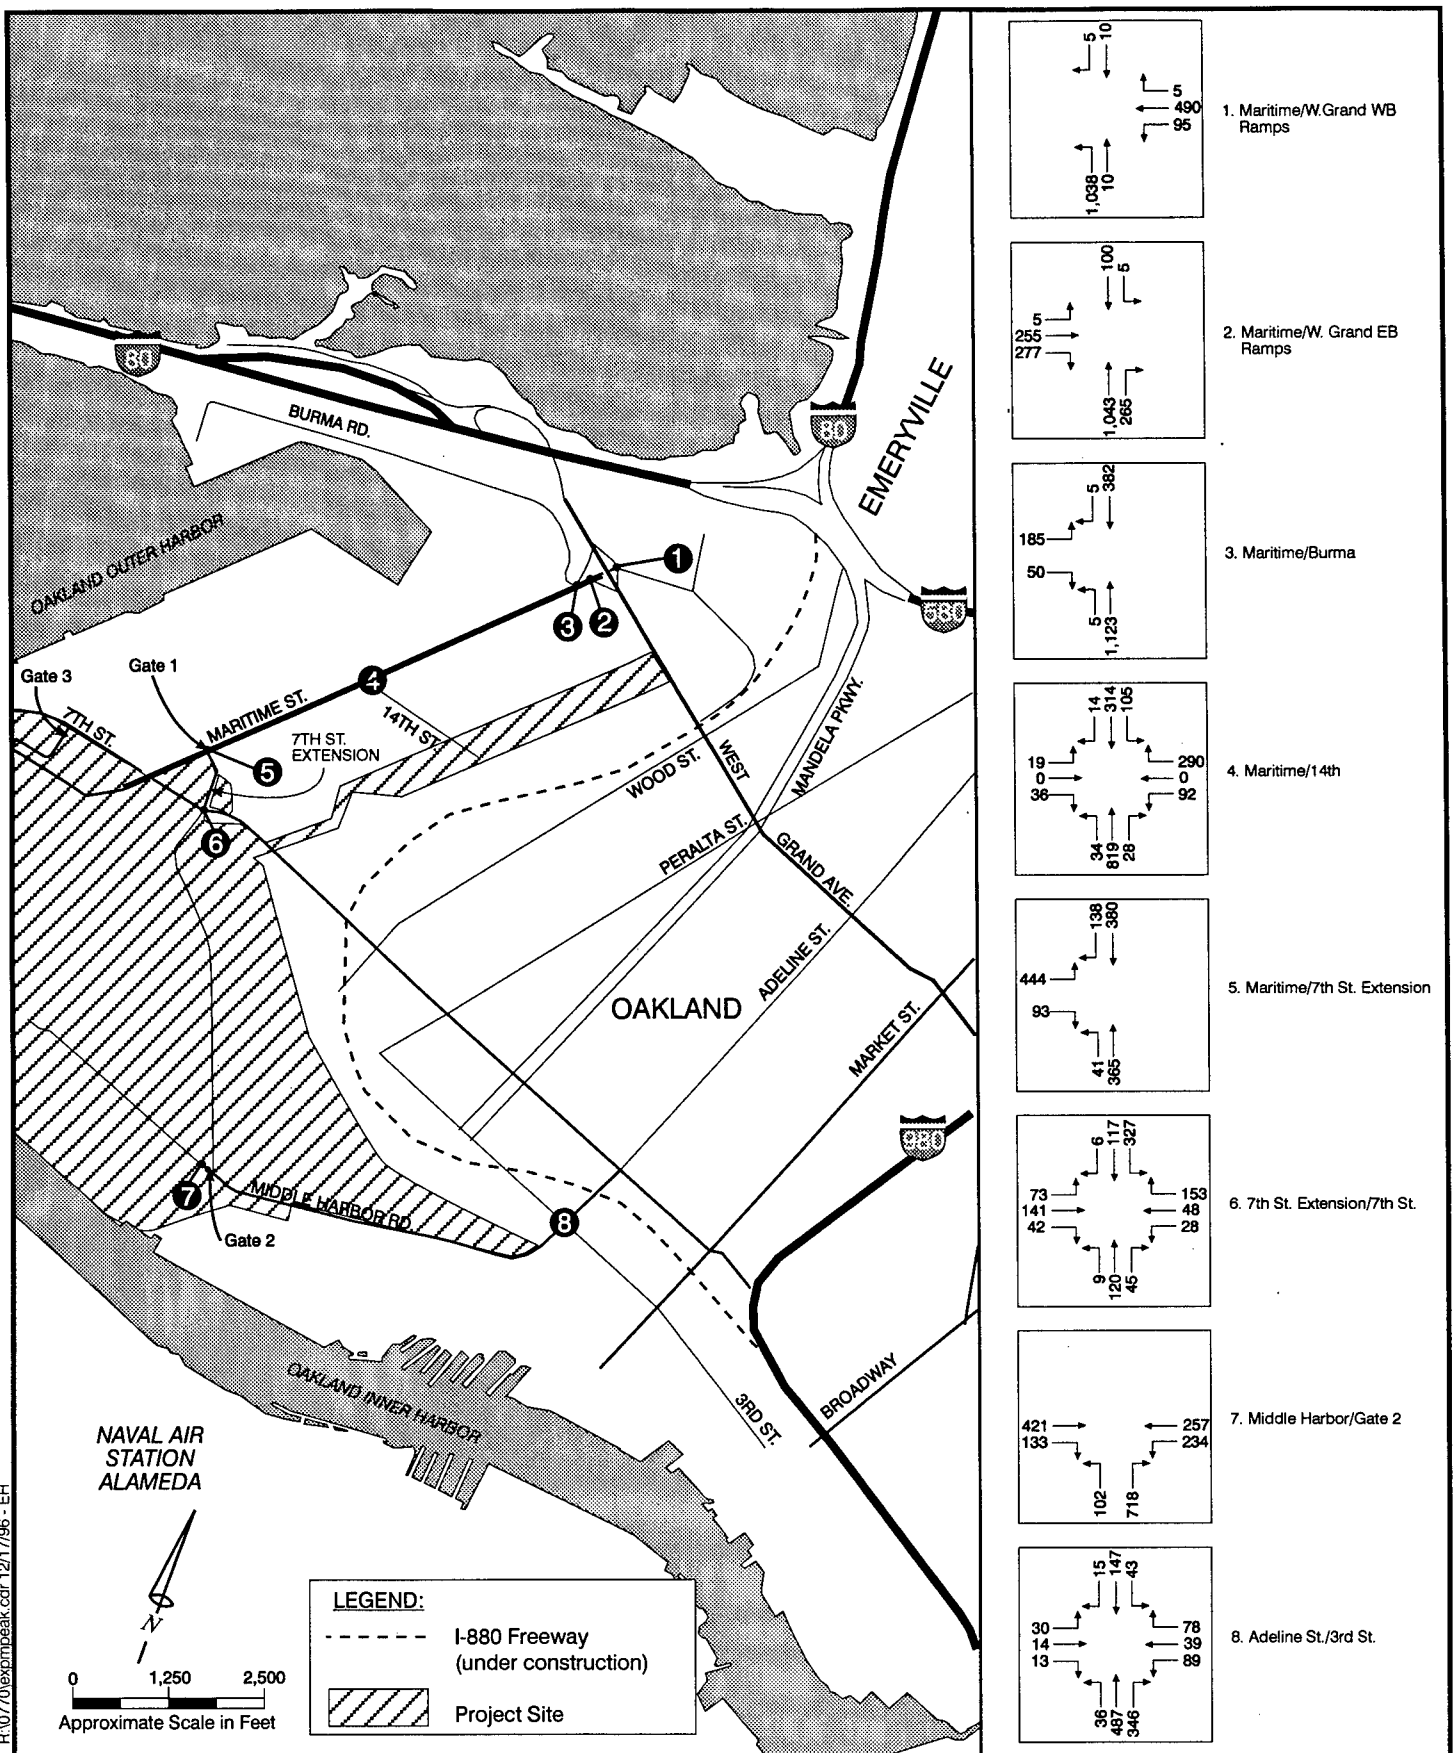 80
BURMA RD.
80
EMERYVILLE
OAKLAND OUTER HARBOR
1
580
3
2
Gate 3
Gate 1
4
7TH ST.
MARITIME ST.
14TH ST.
7TH ST.
EXTENSION
5
WOOD ST.
WEST
MANDELA PKWY.
6
PERALTA ST.
GRAND AVE.
ADELINE ST.
OAKLAND
MARKET ST.
980
7
MIDDLE HARBOR RD.
8
Gate 2
OAKLAND INNER HARBOR
3RD ST.
BROADWAY
NAVAL AIR
STATION
ALAMEDA
N
0 1,250 2,500
Approximate Scale in Feet
LEGEND:
I-880 Freeway
(under construction)
Project Site
R:\0770\expmpeak.cdr 12/17/96 - EH
5 10
5
490
95
1,038 10
1. Maritime/W.Grand WB
Ramps
100 5
5
255
277
1,043 265
2. Maritime/W. Grand EB
Ramps
5 382
185
50
5 1,123
3. Maritime/Burma
14 314 105
19 290
0 0
36 92
34 819 28
4. Maritime/14th
138 380
444
93
41 365
5. Maritime/7th St. Extension
6 117 327
73 153
141 48
42 28
9 120 45
6. 7th St. Extension/7th St.
421 257
133 234
102 718
7. Middle Harbor/Gate 2
15 147 43
30 78
14 39
13 89
36 487 346
8. Adeline St./3rd St.